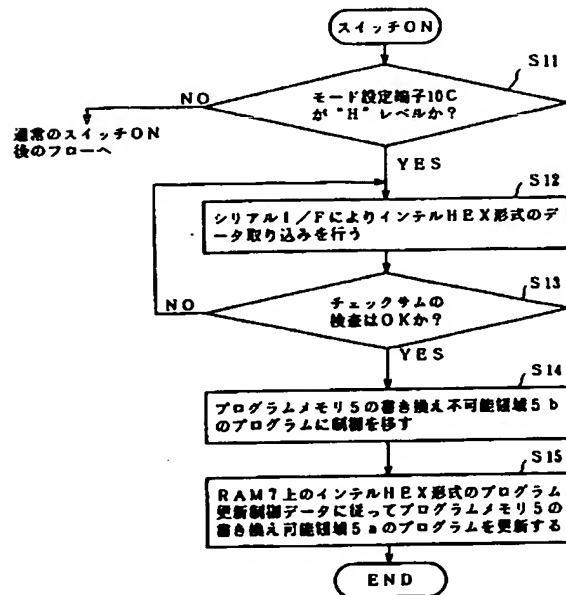 スイッチON
S11
モード設定端子10C
が“H”レベルか?
NO
通常のスイッチON
後のフローへ
YES
S12
シリアルI/FによりインテルHEX形式のデ
ータ取り込みを行う
S13
チェックサムの
検査はOKか?
NO
YES
S14
プログラムメモリ5の書き換え不可能領域5b
のプログラムに制御を移す
S15
RAM7上のインテルHEX形式のプログラム
更新制御データに従ってプログラムメモリ5の
書き換え可能領域5aのプログラムを更新する
END